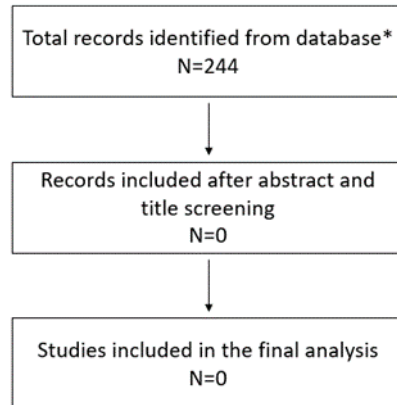 Total records identified from database*
N=244
Records included after abstract and
title screening
N=0
Studies included in the final analysis
N=0